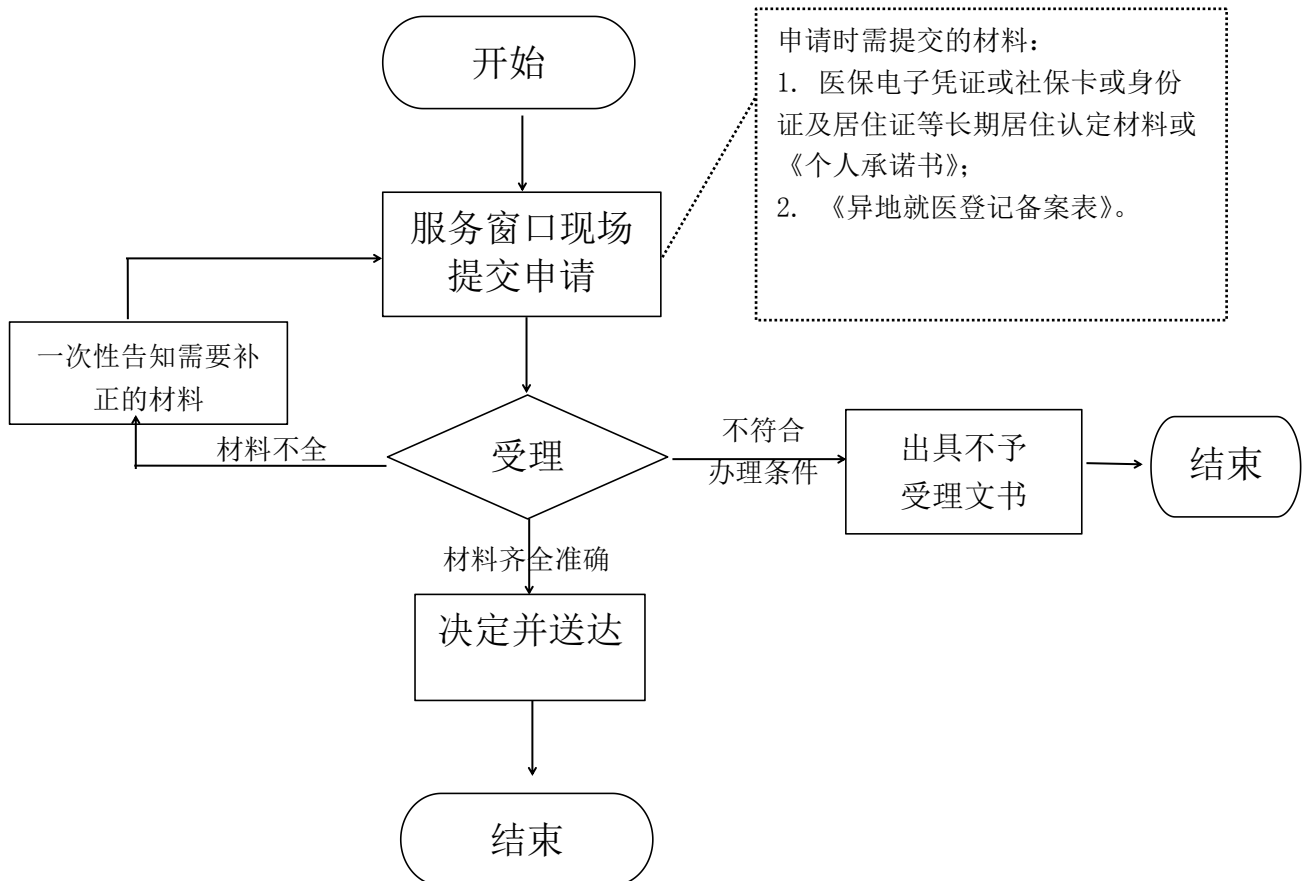 开始
申请时需提交的材料：
1. 医保电子凭证或社保卡或身份
证及居住证等长期居住认定材料或
《个人承诺书》；
2. 《异地就医登记备案表》。
服务窗口现场
提交申请
一次性告知需要补
正的材料
材料不全
受理
不符合
办理条件
出具不予
受理文书
结束
材料齐全准确
决定并送达
结束